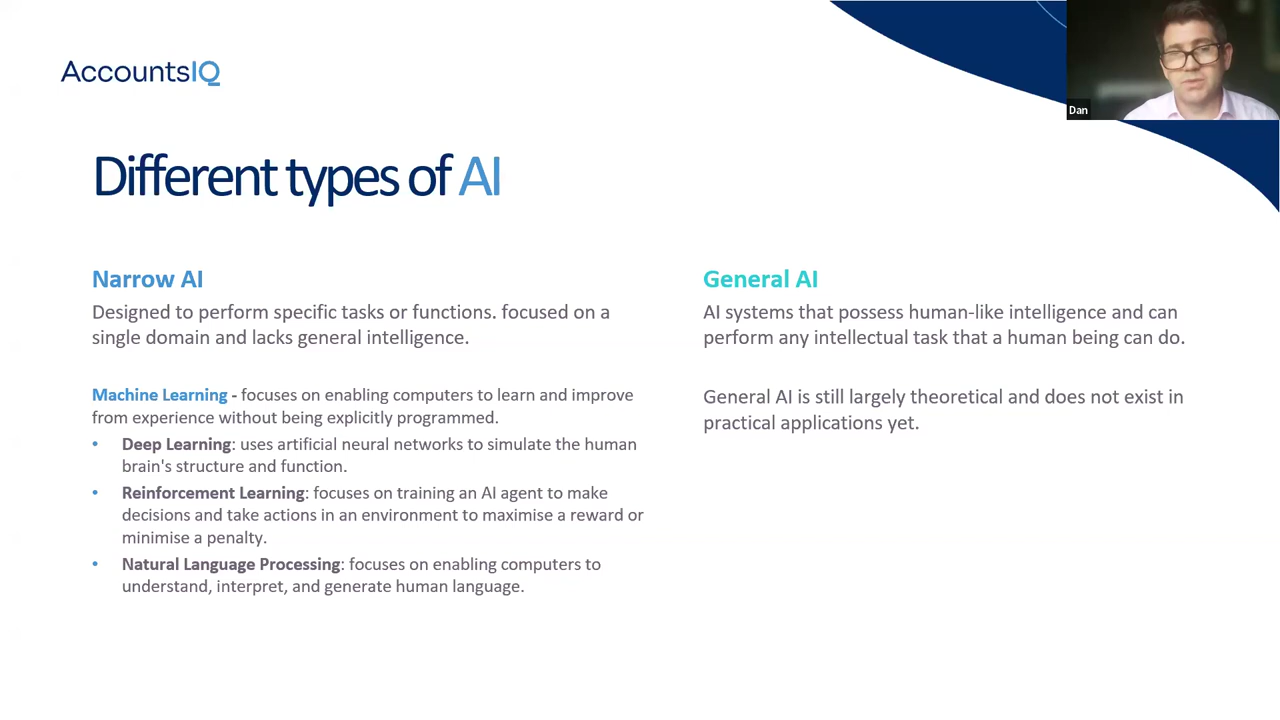 AccountsIQ
Dan
Different types of AI
Narrow AI
Designed to perform specific tasks or functions. focused on a
single domain and lacks general intelligence.
Machine Learning - focuses on enabling computers to learn and improve
from experience without being explicitly programmed.
• Deep Learning: uses artificial neural networks to simulate the human
brain's structure and function.
• Reinforcement Learning: focuses on training an AI agent to make
decisions and take actions in an environment to maximise a reward or
minimise a penalty.
• Natural Language Processing: focuses on enabling computers to
understand, interpret, and generate human language.
General AI
AI systems that possess human-like intelligence and can
perform any intellectual task that a human being can do.
General AI is still largely theoretical and does not exist in
practical applications yet.